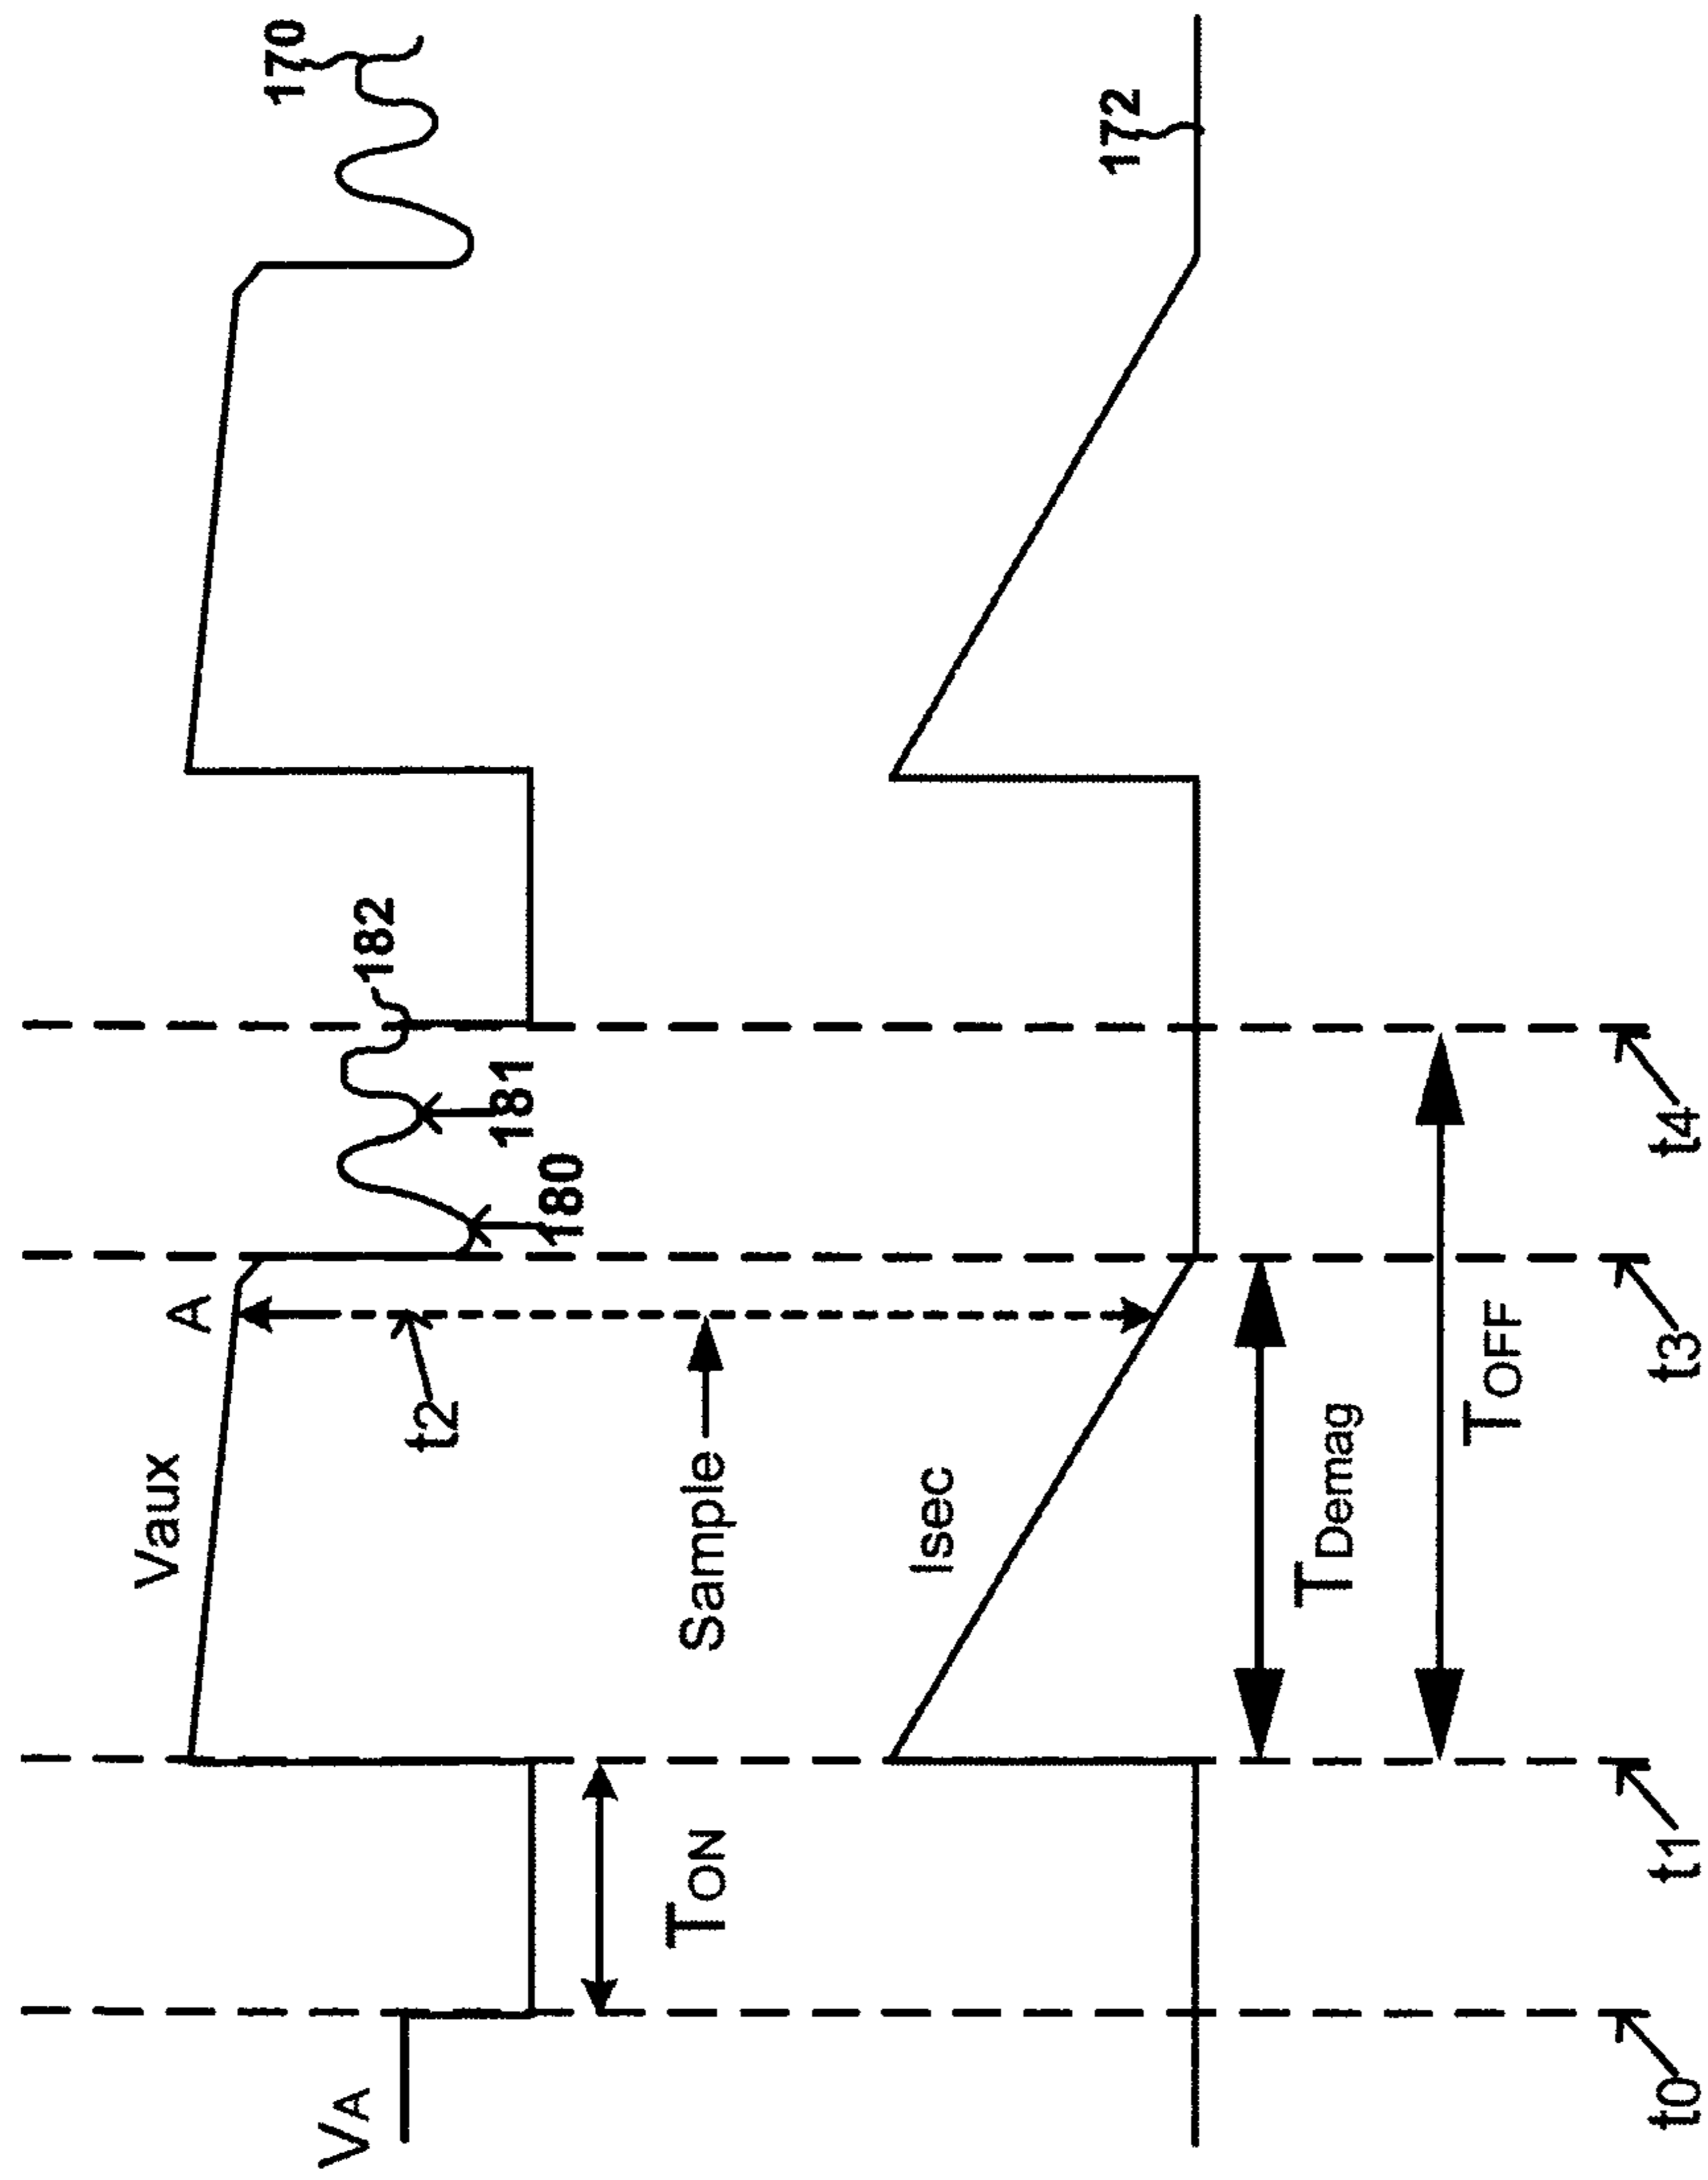 VA
Vaux
A
t2
182
181
180
170
TON
Sample
Isec
172
TDemag
TOFF
t0
t1
t3
t4